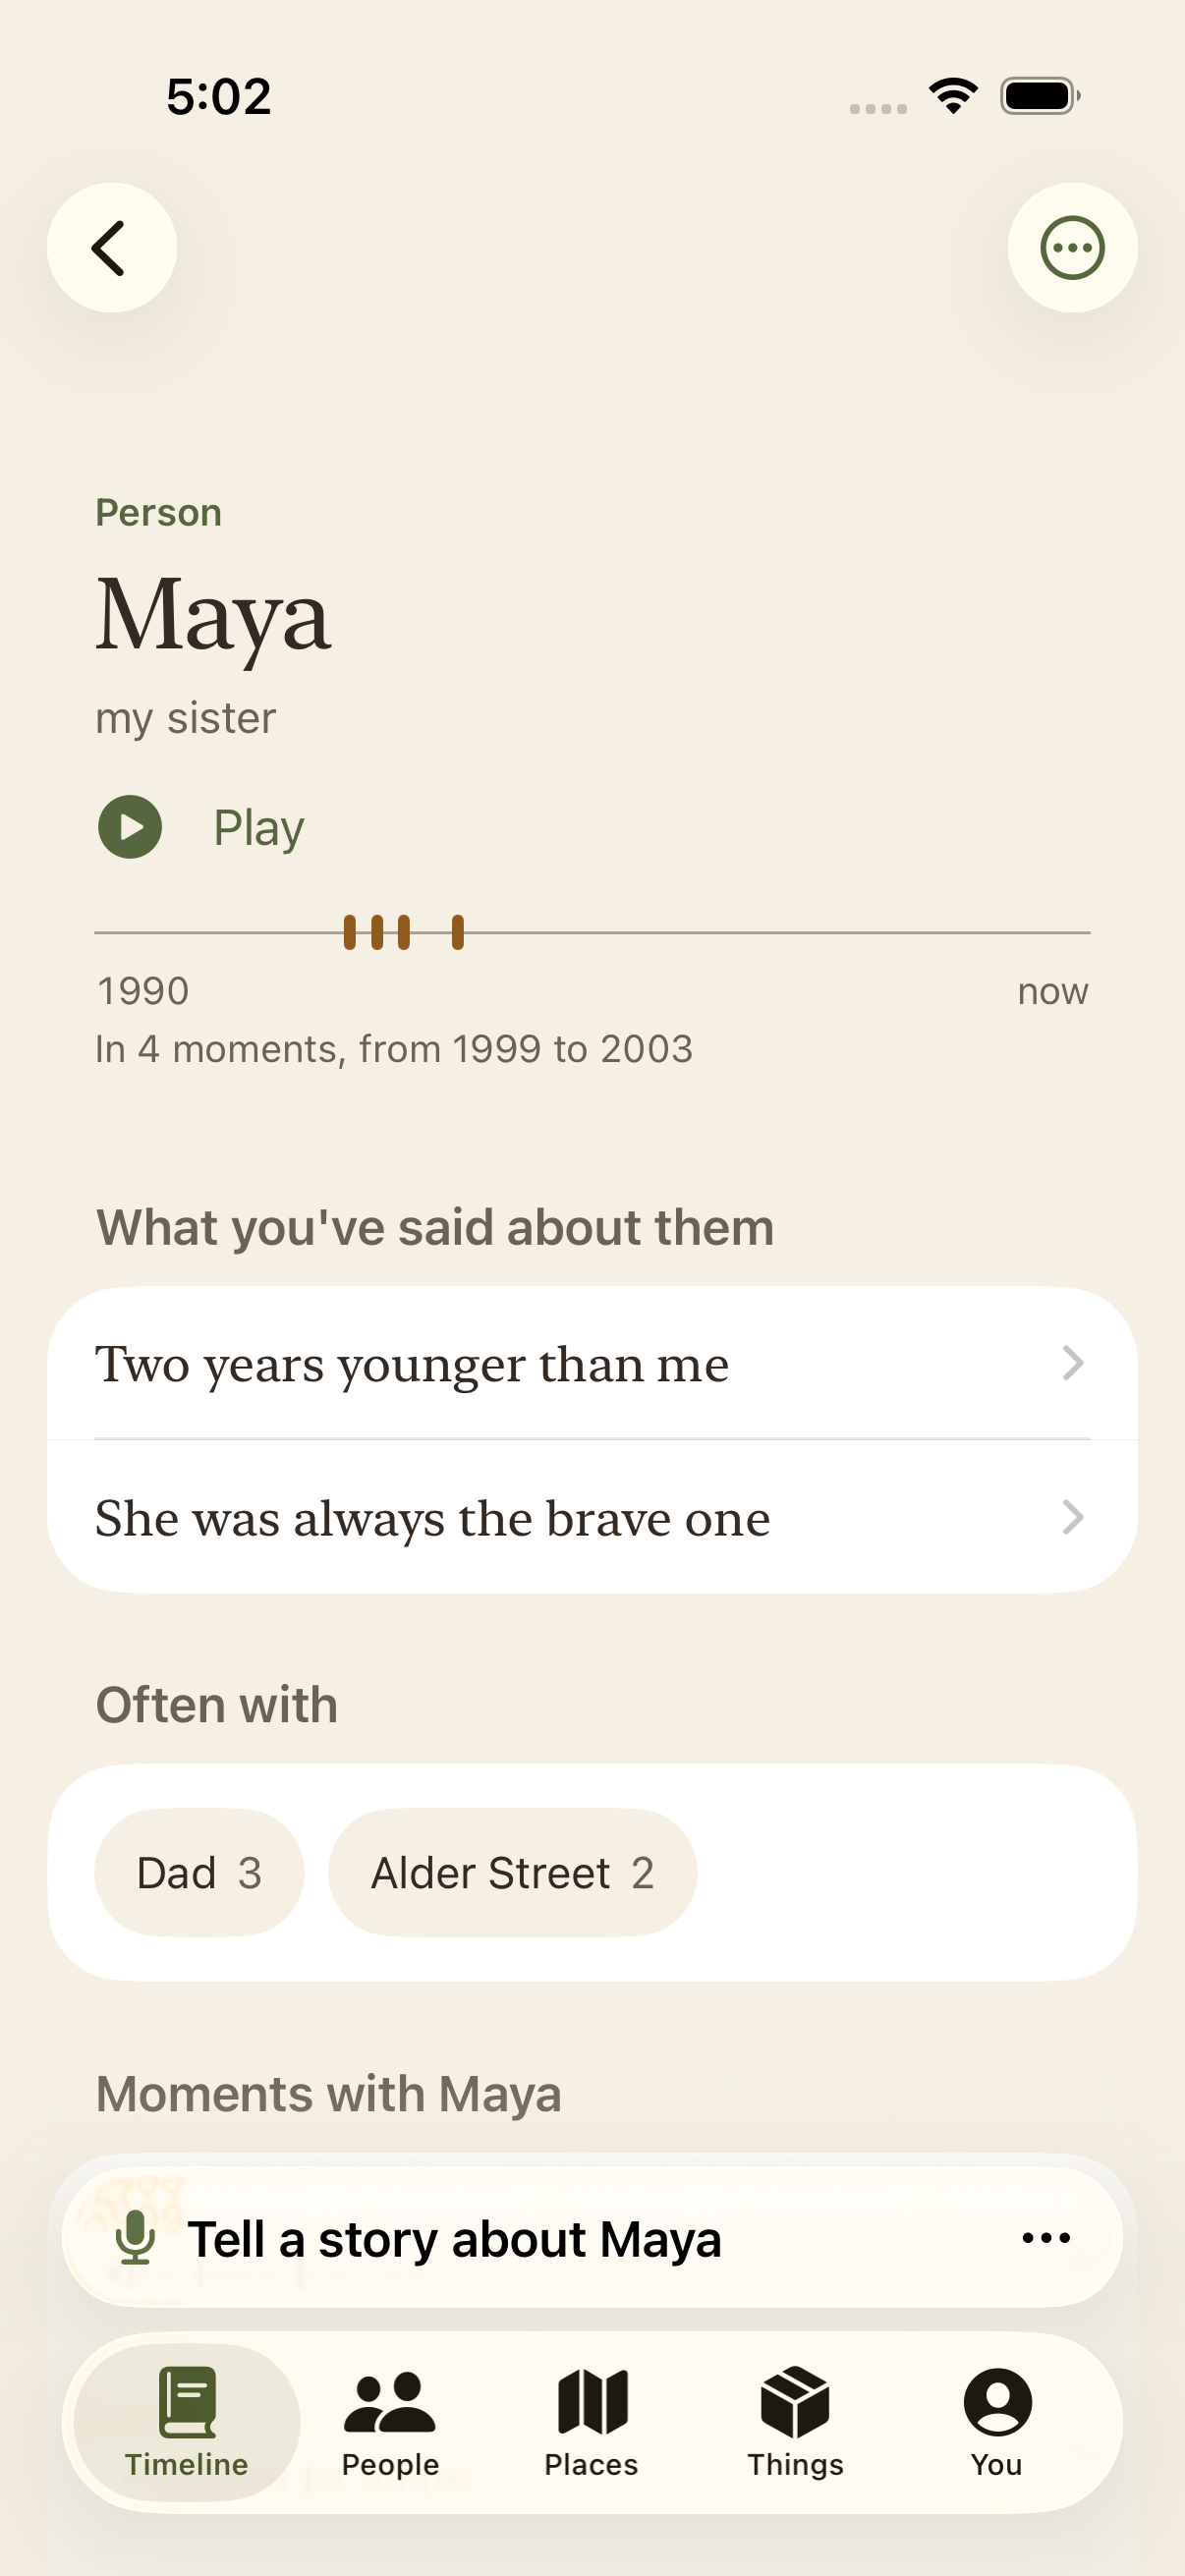 5:02
Person
Maya
my sister
Play
1990 now
In 4 moments, from 1999 to 2003
What you've said about them
Two years younger than me
She was always the brave one
Often with
Dad 3
Alder Street 2
Moments with Maya
Tell a story about Maya
Timeline
People
Places
Things
You